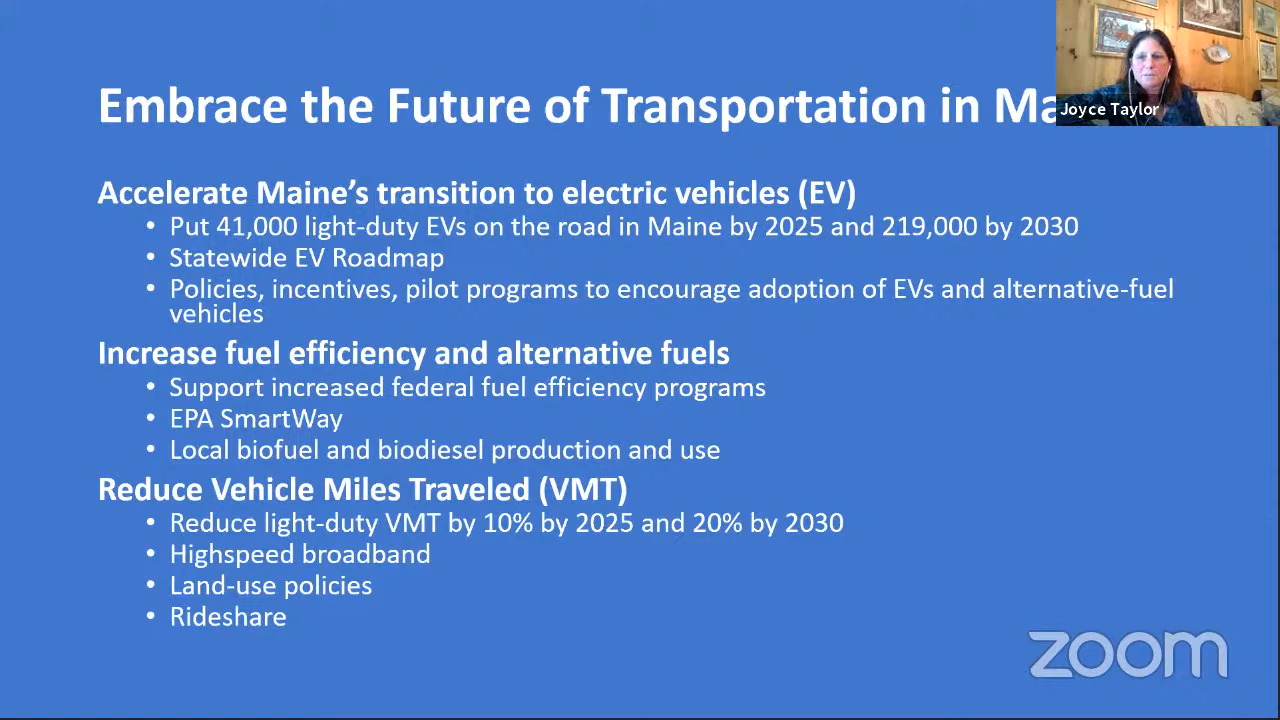 Embrace the Future of Transportation in Ma
Joyce Taylor
Accelerate Maine’s transition to electric vehicles (EV)
• Put 41,000 light-duty EVs on the road in Maine by 2025 and 219,000 by 2030
• Statewide EV Roadmap
• Policies, incentives, pilot programs to encourage adoption of EVs and alternative-fuel
vehicles
Increase fuel efficiency and alternative fuels
• Support increased federal fuel efficiency programs
• EPA SmartWay
• Local biofuel and biodiesel production and use
Reduce Vehicle Miles Traveled (VMT)
• Reduce light-duty VMT by 10% by 2025 and 20% by 2030
• Highspeed broadband
• Land-use policies
• Rideshare
zoom